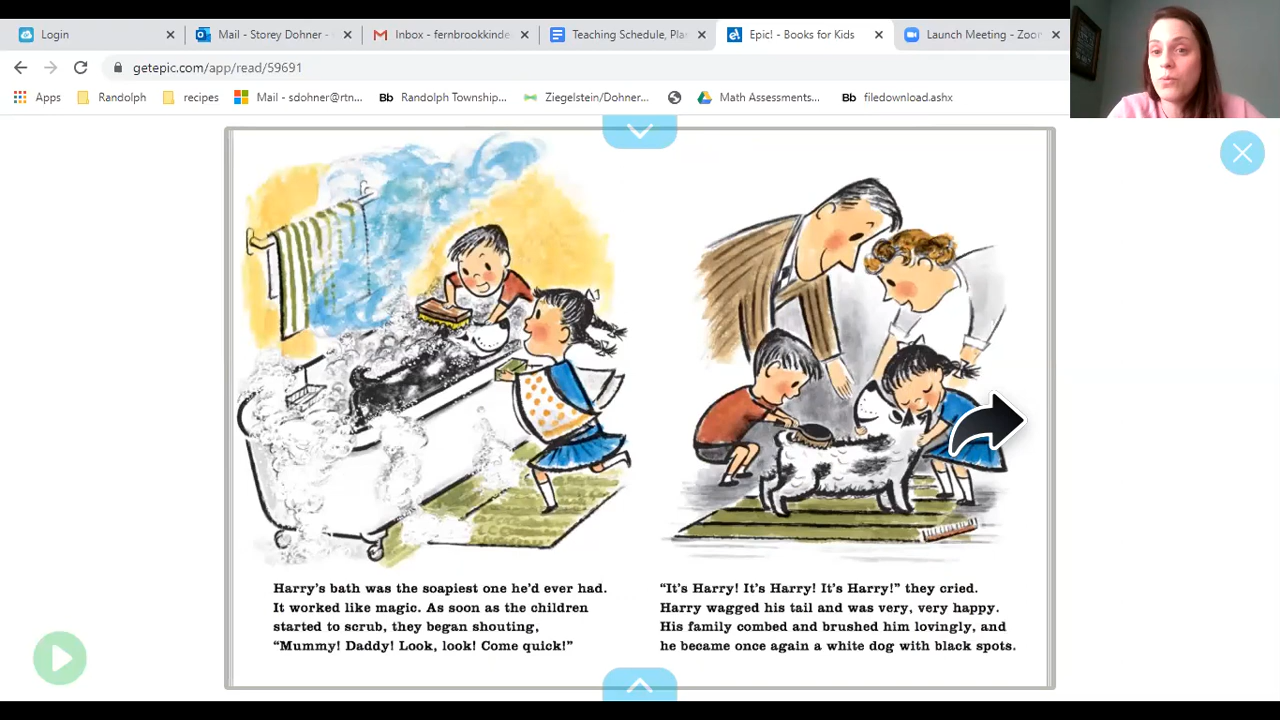 Login
Mail - Storey Dohner -
Inbox - fernbrookkinde
Teaching Schedule, Pla
Epic! - Books for Kids
Launch Meeting - Zoo
getepic.com/app/read/59691
Apps
Randolph
recipes
Mail - sdohner@rtn...
Bb Randolph Township...
Ziegelstein/Dohner...
Math Assessments...
Bb filedownload.ashx
Harry's bath was the soapiest one he'd ever had.
It worked like magic. As soon as the children
started to scrub, they began shouting,
“Mummy! Daddy! Look, look! Come quick!”
“It's Harry! It's Harry! It's Harry!” they cried.
Harry wagged his tail and was very, very happy.
His family combed and brushed him lovingly, and
he became once again a white dog with black spots.